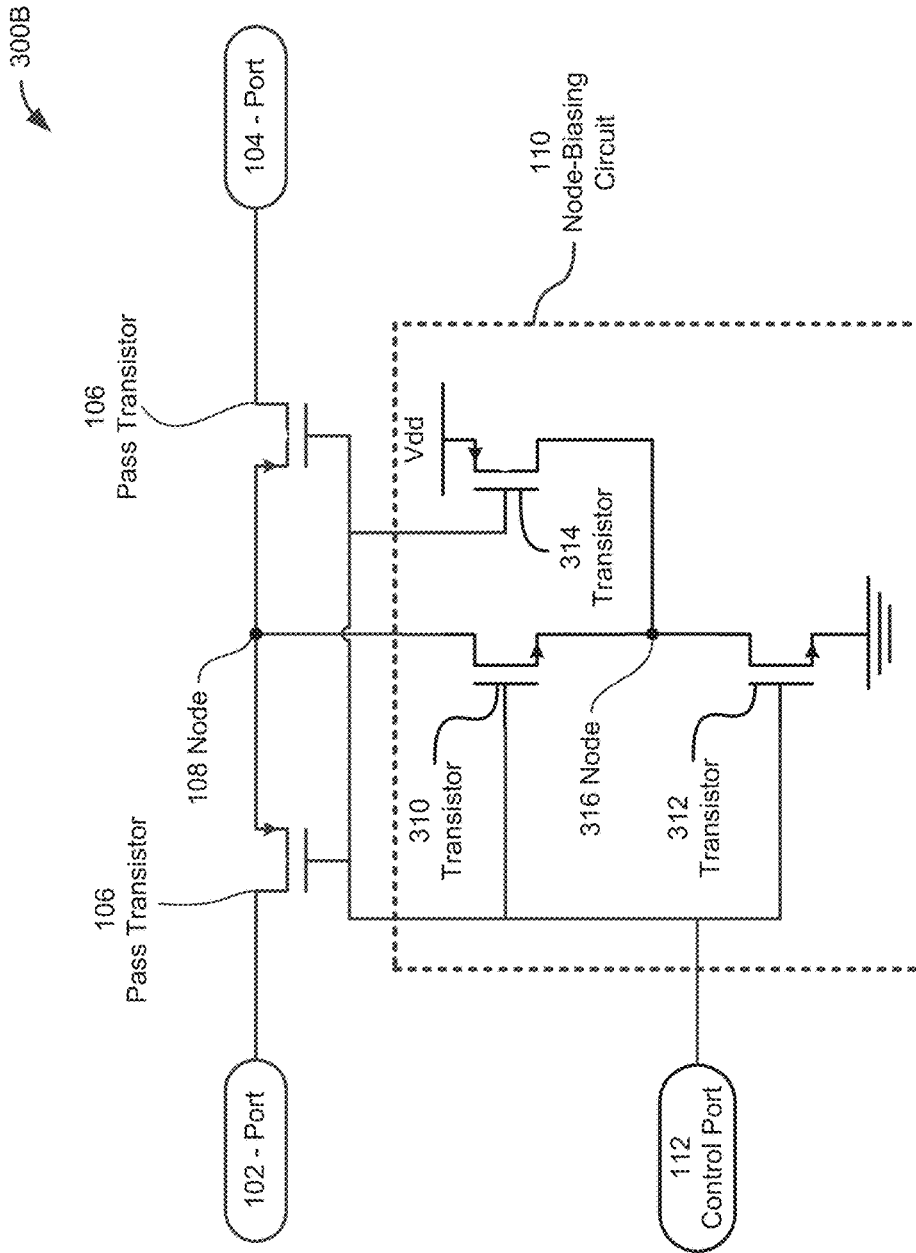 300B
102 - Port
104 - Port
106
Pass Transistor
106
Pass Transistor
108 Node
110
Node-Biasing
Circuit
Vdd
310
Transistor
314
Transistor
316 Node
312
Transistor
112
Control Port